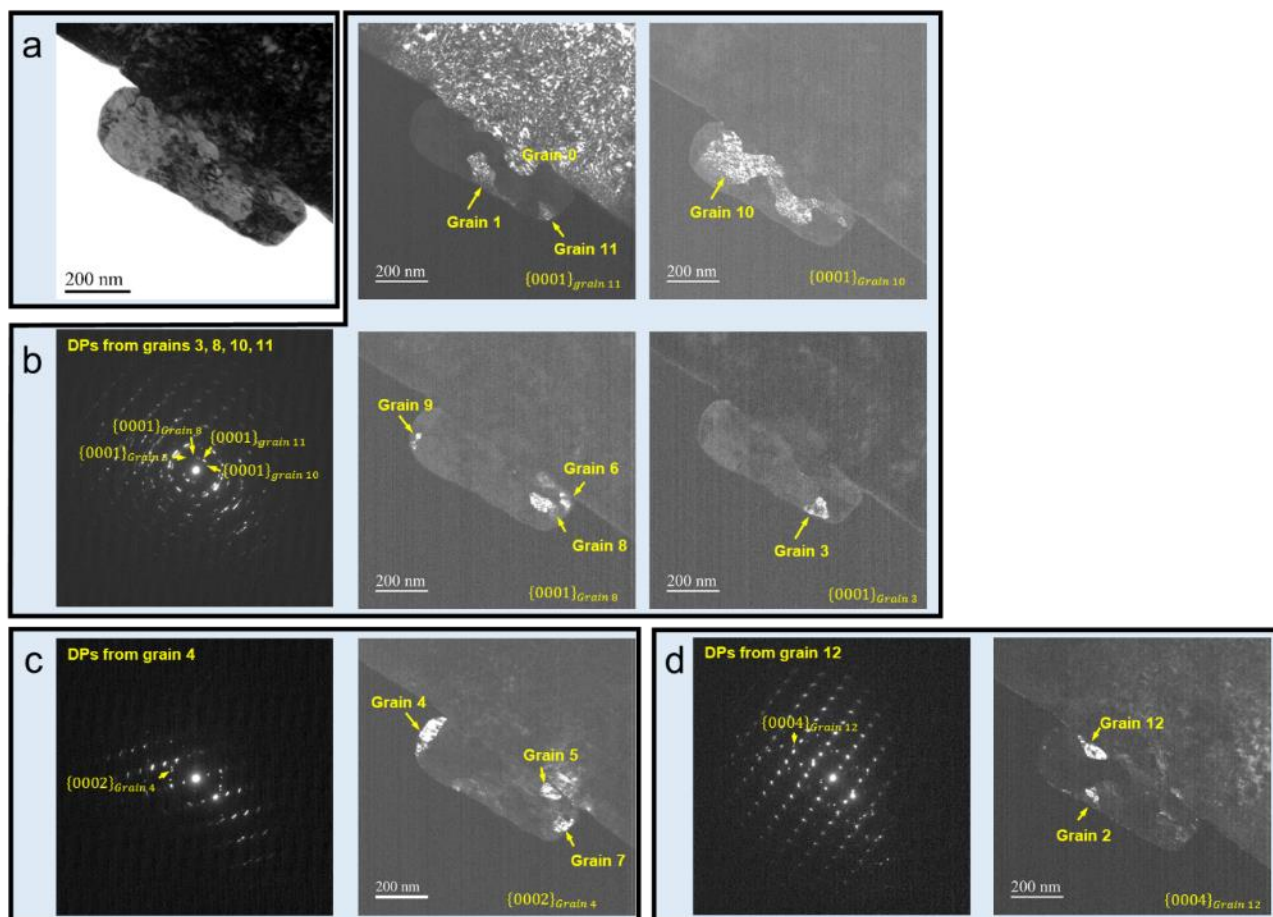 a
200 nm
Grain 0
Grain 1
Grain 11
200 nm
{0001}grain 11
Grain 10
200 nm
{0001}Grain 10
b
DPs from grains 3, 8, 10, 11
{0001}Grain 8
{0001}grain 11
{0001}Grain 8
{0001}grain 10
Grain 9
Grain 6
Grain 8
200 nm
{0001}Grain 8
Grain 3
200 nm
{0001}Grain 3
c
DPs from grain 4
{0002}Grain 4
Grain 4
Grain 5
Grain 7
200 nm
{0002}Grain 4
d
DPs from grain 12
{0004}Grain 12
Grain 12
Grain 2
200 nm
{0004}Grain 12